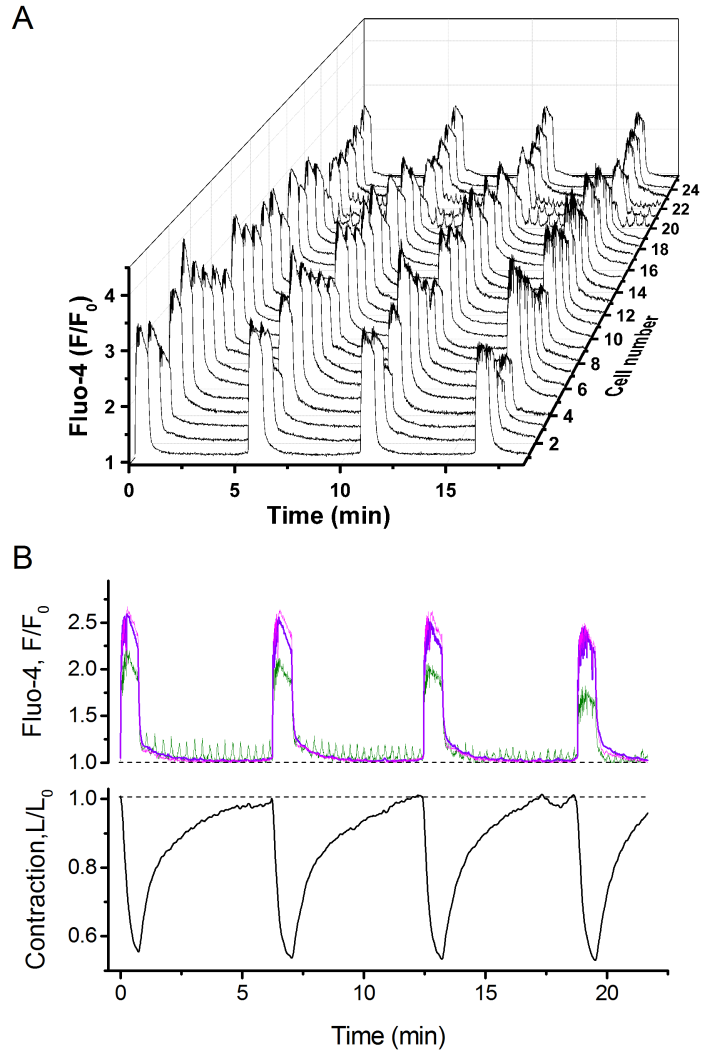 A
Fluo-4 (F/F0)
4
3
2
1
0 5 10 15
Time (min)
24
22
20
18
16
14
12
10
8
6
4
2
Cell number
B
Fluo-4, F/F0
2.5
2.0
1.5
1.0
Contraction,L/L0
1.0
0.8
0.6
0 5 10 15 20
Time (min)